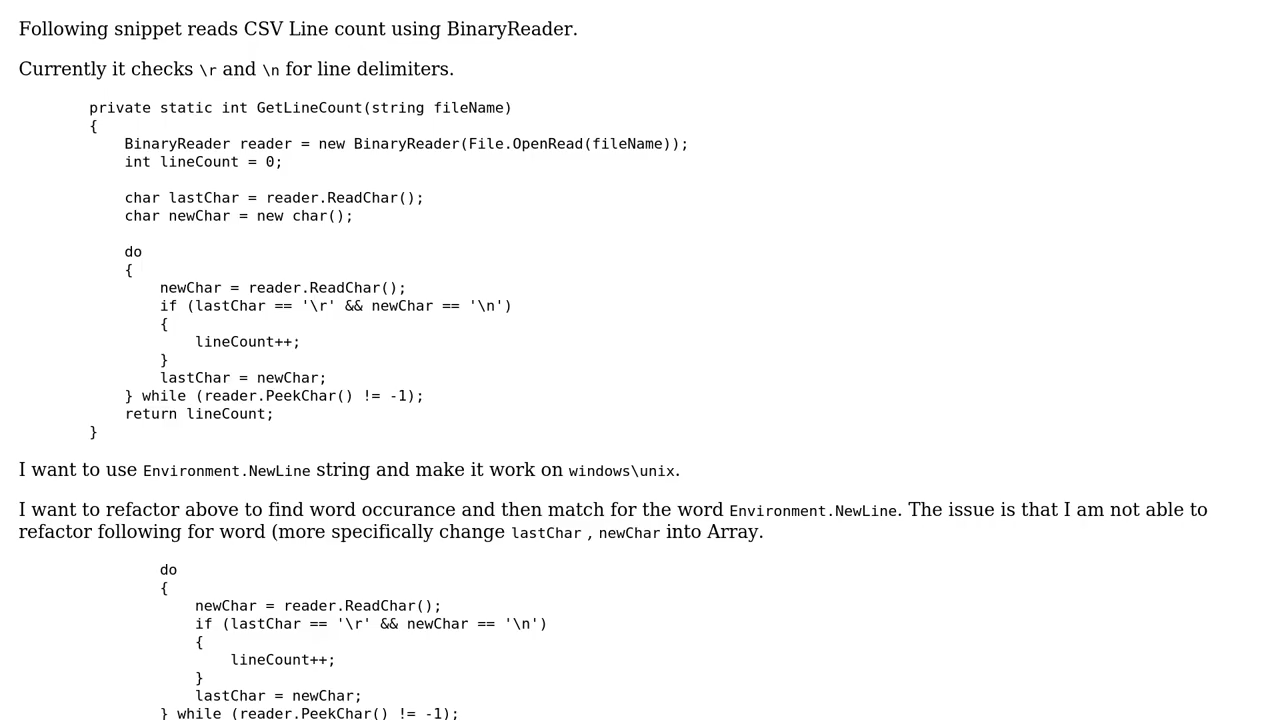 Following snippet reads CSV Line count using BinaryReader.
Currently it checks \r and \n for line delimiters.
private static int GetLineCount(string fileName)
{
BinaryReader reader = new BinaryReader(File.OpenRead(fileName));
int lineCount = 0;
char lastChar = reader.ReadChar();
char newChar = new char();
do
{
newChar = reader.ReadChar();
if (lastChar == '\r' && newChar == '\n')
{
lineCount++;
}
lastChar = newChar;
} while (reader.PeekChar() != -1);
return lineCount;
}
I want to use Environment.NewLine string and make it work on windows\unix.
I want to refactor above to find word occurance and then match for the word Environment.NewLine. The issue is that I am not able to
refactor following for word (more specifically change lastChar , newChar into Array.
do
{
newChar = reader.ReadChar();
if (lastChar == '\r' && newChar == '\n')
{
lineCount++;
}
lastChar = newChar;
} while (reader.PeekChar() != -1);